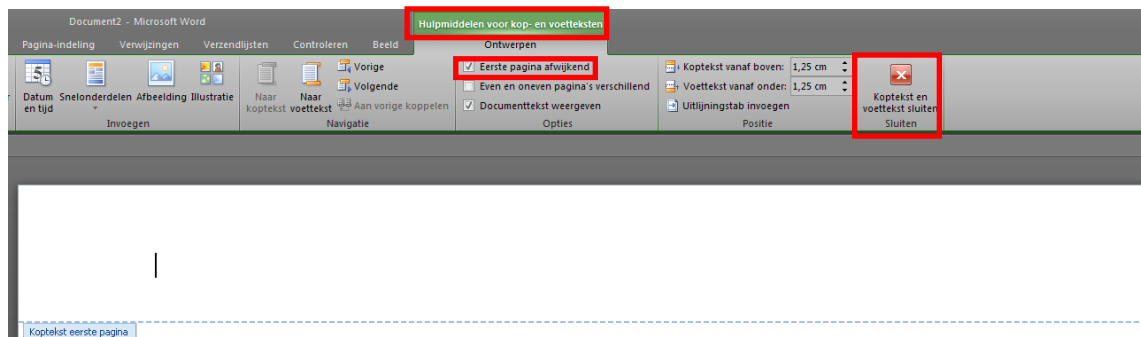 Document2 - Microsoft Word
Hulpmiddelen voor kop- en voetteksten
Pagina-indeling Verwijzingen Verzendlijsten Controleren Beeld Ontwerpen
5
Datum en tijd
Snelonderdelen
Afbeelding
Illustratie
Invoegen
Naar koptekst
Naar voettekst
Vorige
Volgende
Aan vorige koppelen
Navigatie
Eerste pagina afwijkend
Even en oneven pagina's verschillend
Documenttekst weergeven
Opties
Koptekst vanaf boven: 1,25 cm
Voettekst vanaf onder: 1,25 cm
Uitlijningstab invoegen
Positie
Koptekst en
voettekst sluiten
Sluiten
Koptekst eerste pagina